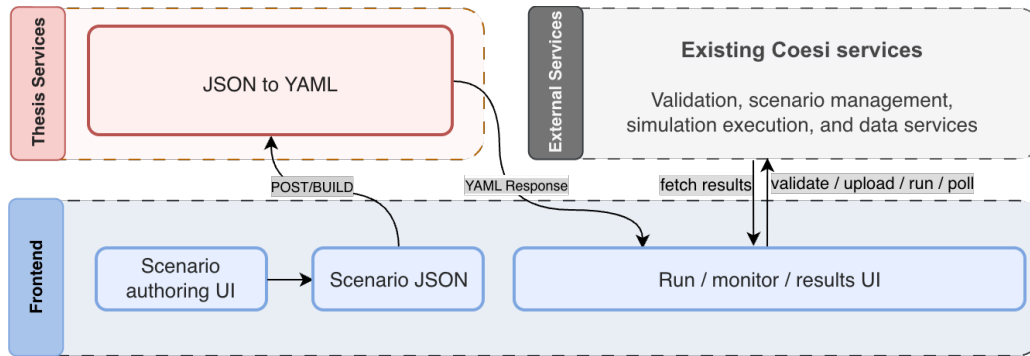 Thesis Services
JSON to YAML
External Services
Existing Coesi services
Validation, scenario management,
simulation execution, and data services
POST/BUILD
YAML Response
fetch results
validate / upload / run / poll
Frontend
Scenario
authoring UI
Scenario JSON
Run / monitor / results UI